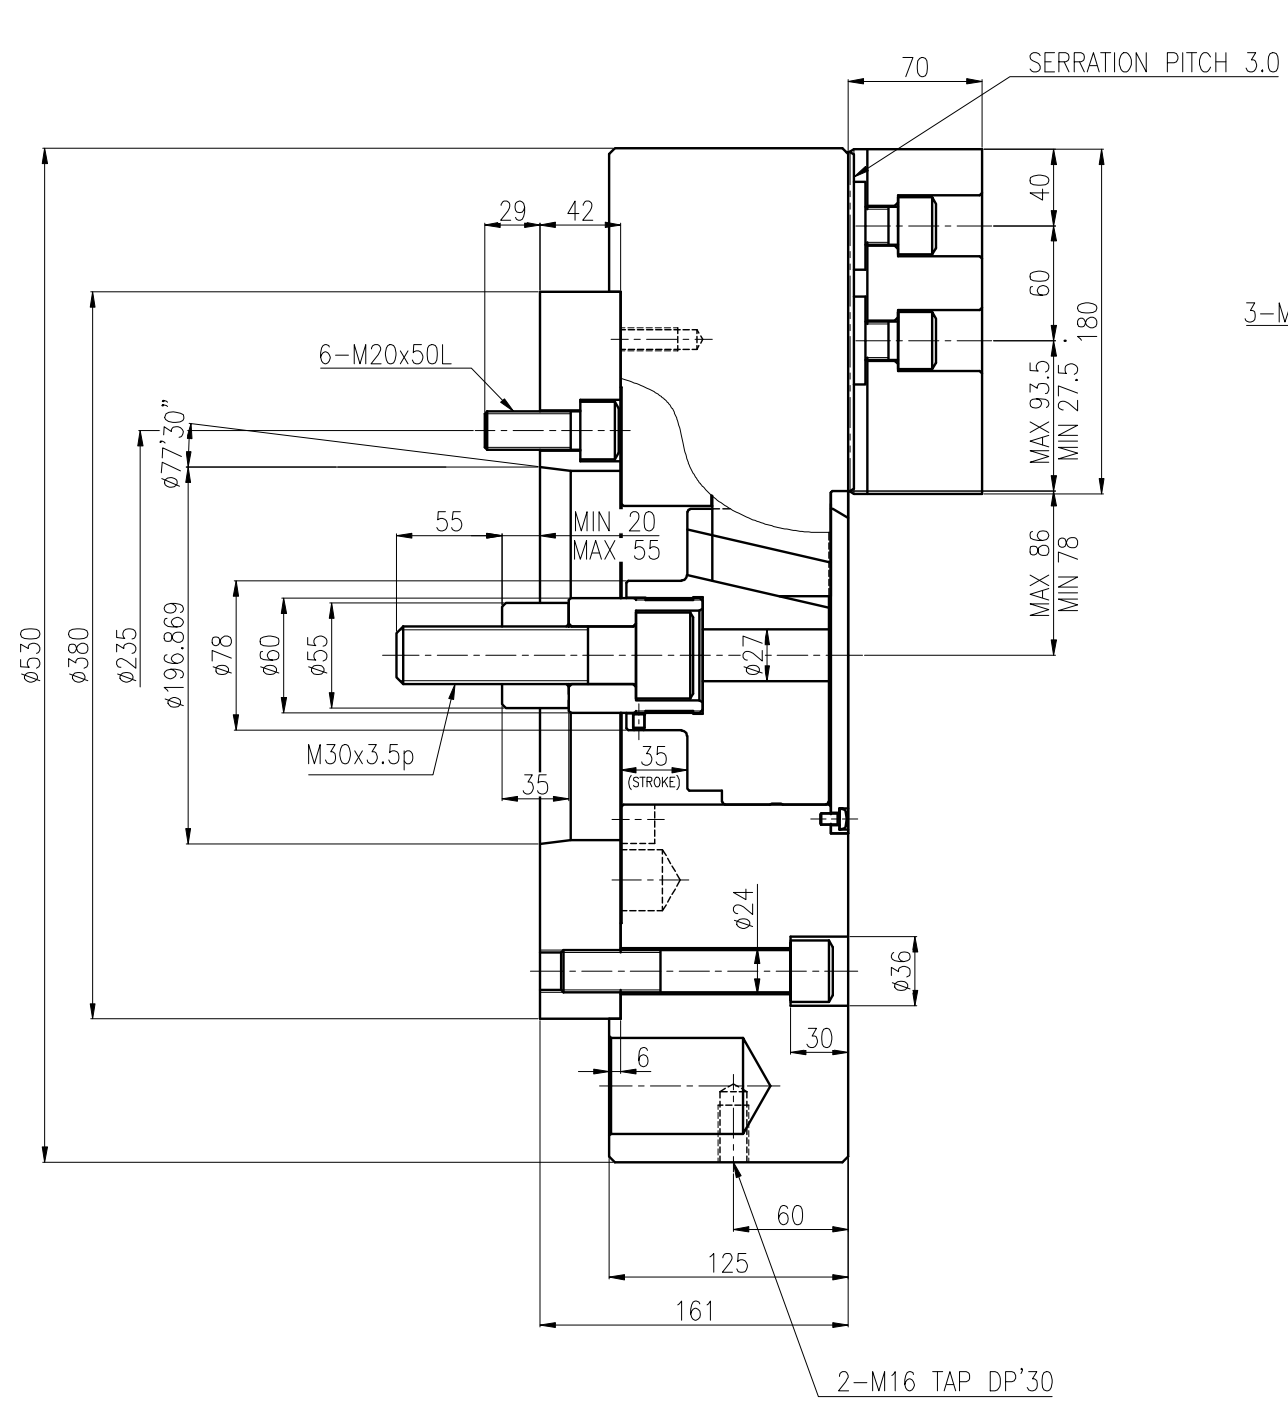 SERRATION PITCH 3.0
70
40
29
42
60
180
3-M
6-M20x50L
MAX 93.5
MIN 27.5
ø77'30"
55
MIN 20
MAX 55
MAX 86
MIN 78
ø530
ø380
ø235
ø196.869
ø78
ø60
ø55
ø27
M30x3.5p
35
35
(STROKE)
ø24
ø36
30
6
60
125
161
2-M16 TAP DP'30